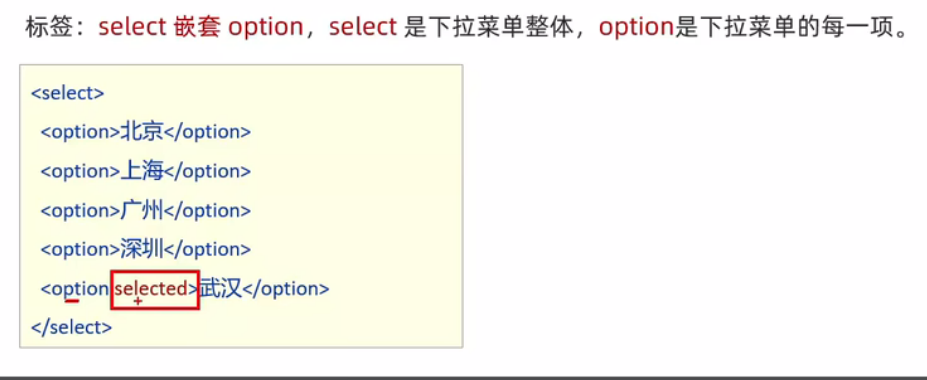 标签：select 嵌套 option，select 是下拉菜单整体，option是下拉菜单的每一项。
<select>
<option>北京</option>
<option>上海</option>
<option>广州</option>
<option>深圳</option>
<option selected>武汉</option>
</select>